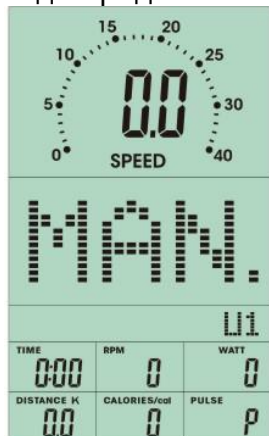 15 20
10 25
5 0.0 30
0 SPEED 40
MAN.
U1
TIME RPM WATT
0:00 0 0
DISTANCE K CALORIES/cal PULSE
0.0 0 P